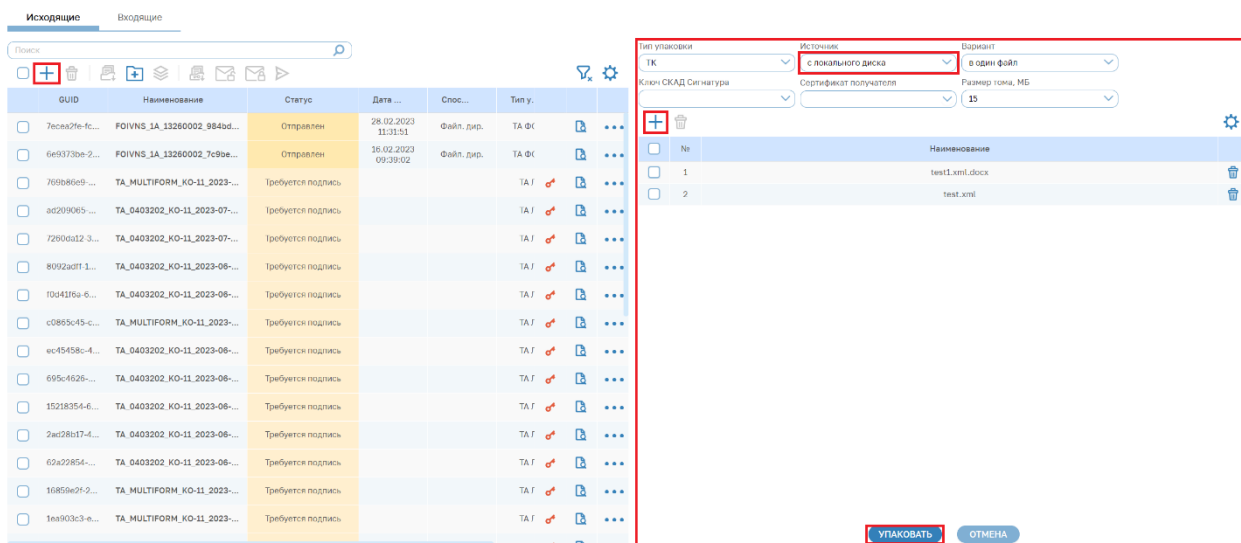 Исходящие Входящие
Поиск
GUID Наименование Статус Дата ... Спос... Тип у.
7ecea2fe-fc... FOIVNS_1A_13260002_984bd... Отправлен 28.02.2023 11:31:51 Файл. дир. ТА ФС
6e9373be-2... FOIVNS_1A_13260002_7c9be... Отправлен 16.02.2023 09:39:02 Файл. дир. ТА ФС
769b86e9-... TA_MULTIFORM_KO-11_2023-... Требуется подпись
ad209065-... TA_0403202_KO-11_2023-07-... Требуется подпись
7260da12-3... TA_0403202_KO-11_2023-07-... Требуется подпись
8092adff-1... TA_0403202_KO-11_2023-06-... Требуется подпись
f0d41f6a-6... TA_0403202_KO-11_2023-06-... Требуется подпись
c0865c45-c... TA_MULTIFORM_KO-11_2023-... Требуется подпись
ec45458c-4... TA_0403202_KO-11_2023-06-... Требуется подпись
695c4626-... TA_0403202_KO-11_2023-06-... Требуется подпись
15218354-6... TA_0403202_KO-11_2023-06-... Требуется подпись
2ad28b17-4... TA_0403202_KO-11_2023-06-... Требуется подпись
62a22854-... TA_0403202_KO-11_2023-06-... Требуется подпись
16859e2f-2... TA_MULTIFORM_KO-11_2023-... Требуется подпись
1ea903c3-e... TA_MULTIFORM_KO-11_2023-... Требуется подпись
Тип упаковки Источник Вариант
ТК с локального диска в один файл
Ключ СКАД Сигнатура Сертификат получателя Размер тома, МБ
15
№ Наименование
1 test1.xml.docx
2 test.xml
УПАКОВАТЬ ОТМЕНА